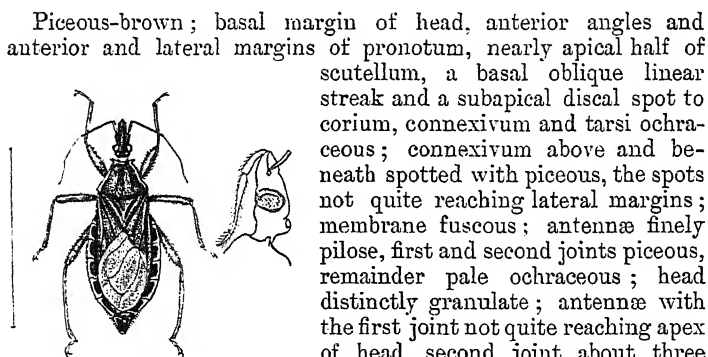 Piceous-brown ; basal margin of head, anterior angles and
anterior and lateral margins of pronotum, nearly apical half of
scutellum, a basal oblique linear
streak and a subapical discal spot to
corium, connexivum and tarsi ochra-
ceous ; connexivum above and be-
neath spotted with piceous, the spots
not quite reaching lateral margins ;
membrane fuscous ; antennæ finely
pilose, first and second joints piceous,
remainder pale ochraceous ; head
distinctly granulate ; antennæ with
the first joint not quite reaching apex
of head, second joint about three